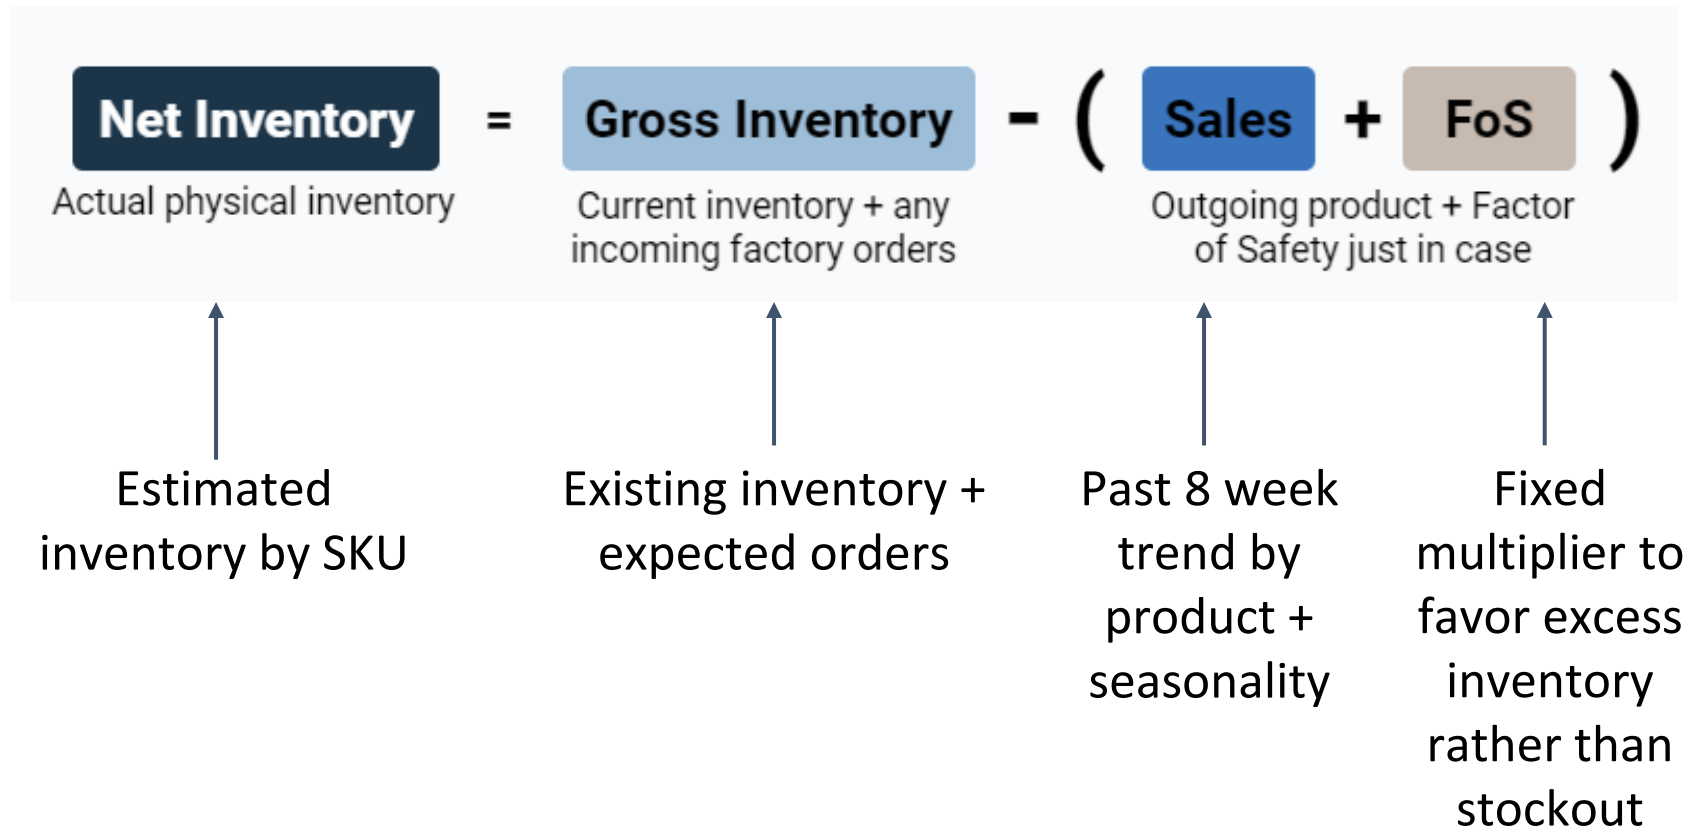 Net Inventory = Gross Inventory - ( Sales + FoS )
Actual physical inventory
Current inventory + any
incoming factory orders
Outgoing product + Factor
of Safety just in case
Estimated
inventory by SKU
Existing inventory +
expected orders
Past 8 week
trend by
product +
seasonality
Fixed
multiplier to
favor excess
inventory
rather than
stockout